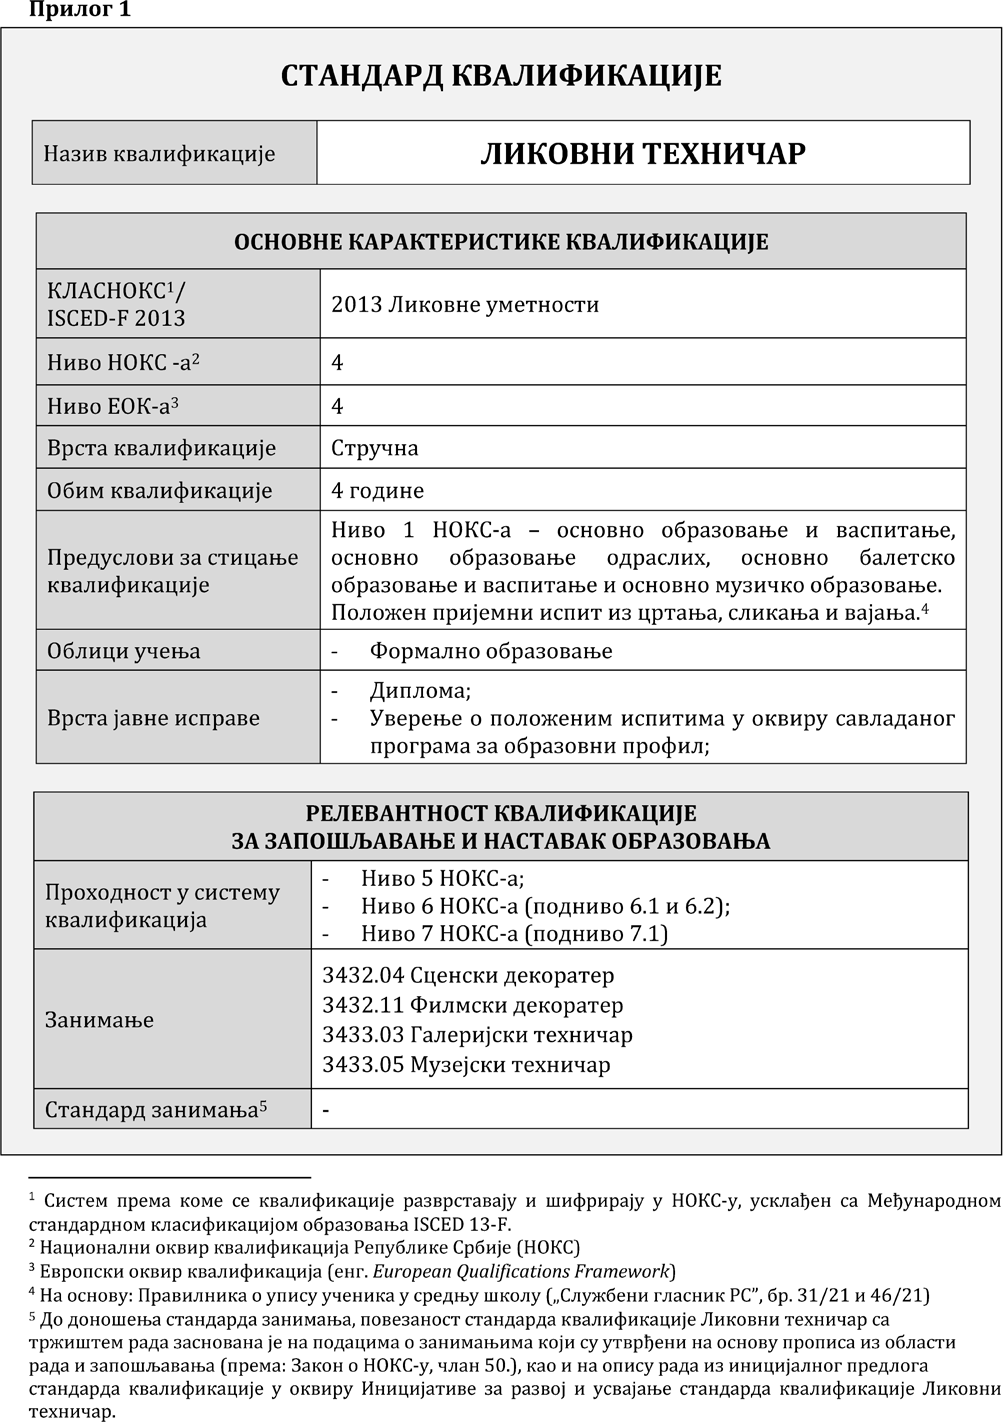 Прилог 1
СТАНДАРД КВАЛИФИКАЦИЈЕ
Назив квалификације
ЛИКОВНИ ТЕХНИЧАР
ОСНОВНЕ КАРАКТЕРИСТИКЕ КВАЛИФИКАЦИЈЕ
КЛАСНОКС¹/
ISCED-F 2013
2013 Ликовне уметности
Ниво НОКС -а²
4
Ниво ЕОК-а³
4
Врста квалификације
Стручна
Обим квалификације
4 године
Предуслови за стицање
квалификације
Ниво 1 НОКС-а – основно образовање и васпитање,
основно образовање одраслих, основно балетско
образовање и васпитање и основно музичко образовање.
Положен пријемни испит из цртања, сликања и вајања.⁴
Облици учења
- Формално образовање
Врста јавне исправе
- Диплома;
- Уверење о положеним испитима у оквиру савладаног
програма за образовни профил;
РЕЛЕВАНТНОСТ КВАЛИФИКАЦИЈЕ
ЗА ЗАПОШЉАВАЊЕ И НАСТАВАК ОБРАЗОВАЊА
Проходност у систему
квалификација
- Ниво 5 НОКС-а;
- Ниво 6 НОКС-а (подниво 6.1 и 6.2);
- Ниво 7 НОКС-а (подниво 7.1)
Занимање
3432.04 Сценски декоратер
3432.11 Филмски декоратер
3433.03 Галеријски техничар
3433.05 Музејски техничар
Стандард занимања⁵
-
¹ Систем према коме се квалификације разврставају и шифрирају у НОКС-у, усклађен са Међународном
стандардном класификацијом образовања ISCED 13-F.
² Национални оквир квалификација Републике Србије (НОКС)
³ Европски оквир квалификација (енг. European Qualifications Framework)
⁴ На основу: Правилника о упису ученика у средњу школу („Службени гласник РС”, бр. 31/21 и 46/21)
⁵ До доношења стандарда занимања, повезаност стандарда квалификације Ликовни техничар са
тржиштем рада заснована је на подацима о занимањима који су утврђени на основу прописа из области
рада и запошљавања (према: Закон о НОКС-у, члан 50.), као и на опису рада из иницијалног предлога
стандарда квалификације у оквиру Иницијативе за развој и усвајање стандарда квалификације Ликовни
техничар.